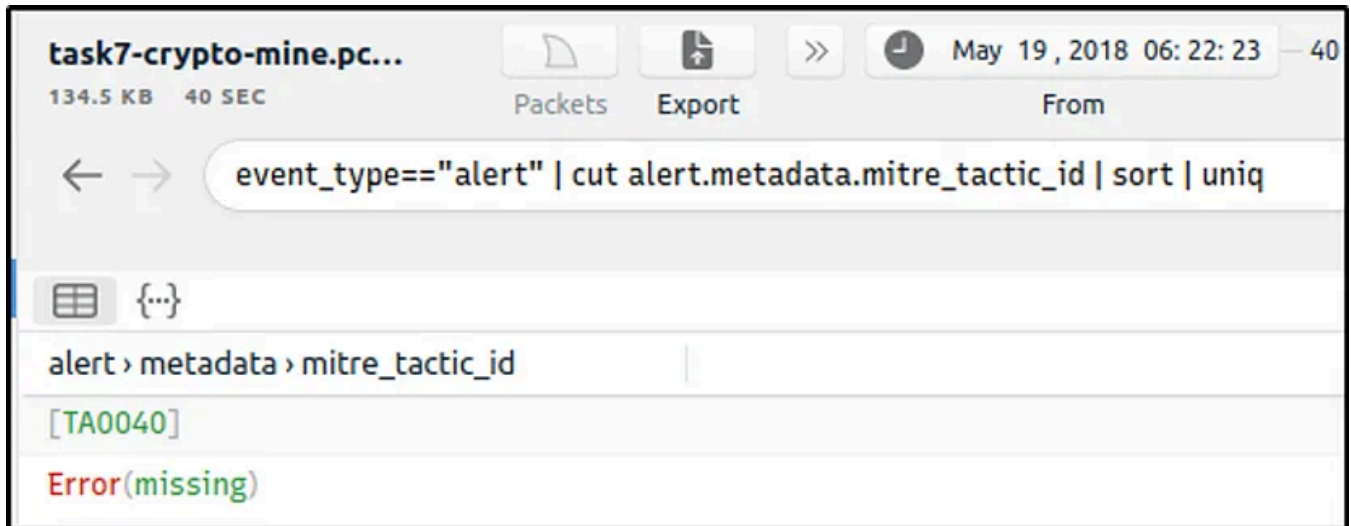 task7-crypto-mine.pc...
134.5 KB 40 SEC
Packets
Export
»
May 19 , 2018 06: 22: 23 – 40
From
← → event_type=="alert" | cut alert.metadata.mitre_tactic_id | sort | uniq
{...}
alert › metadata › mitre_tactic_id
[TA0040]
Error(missing)